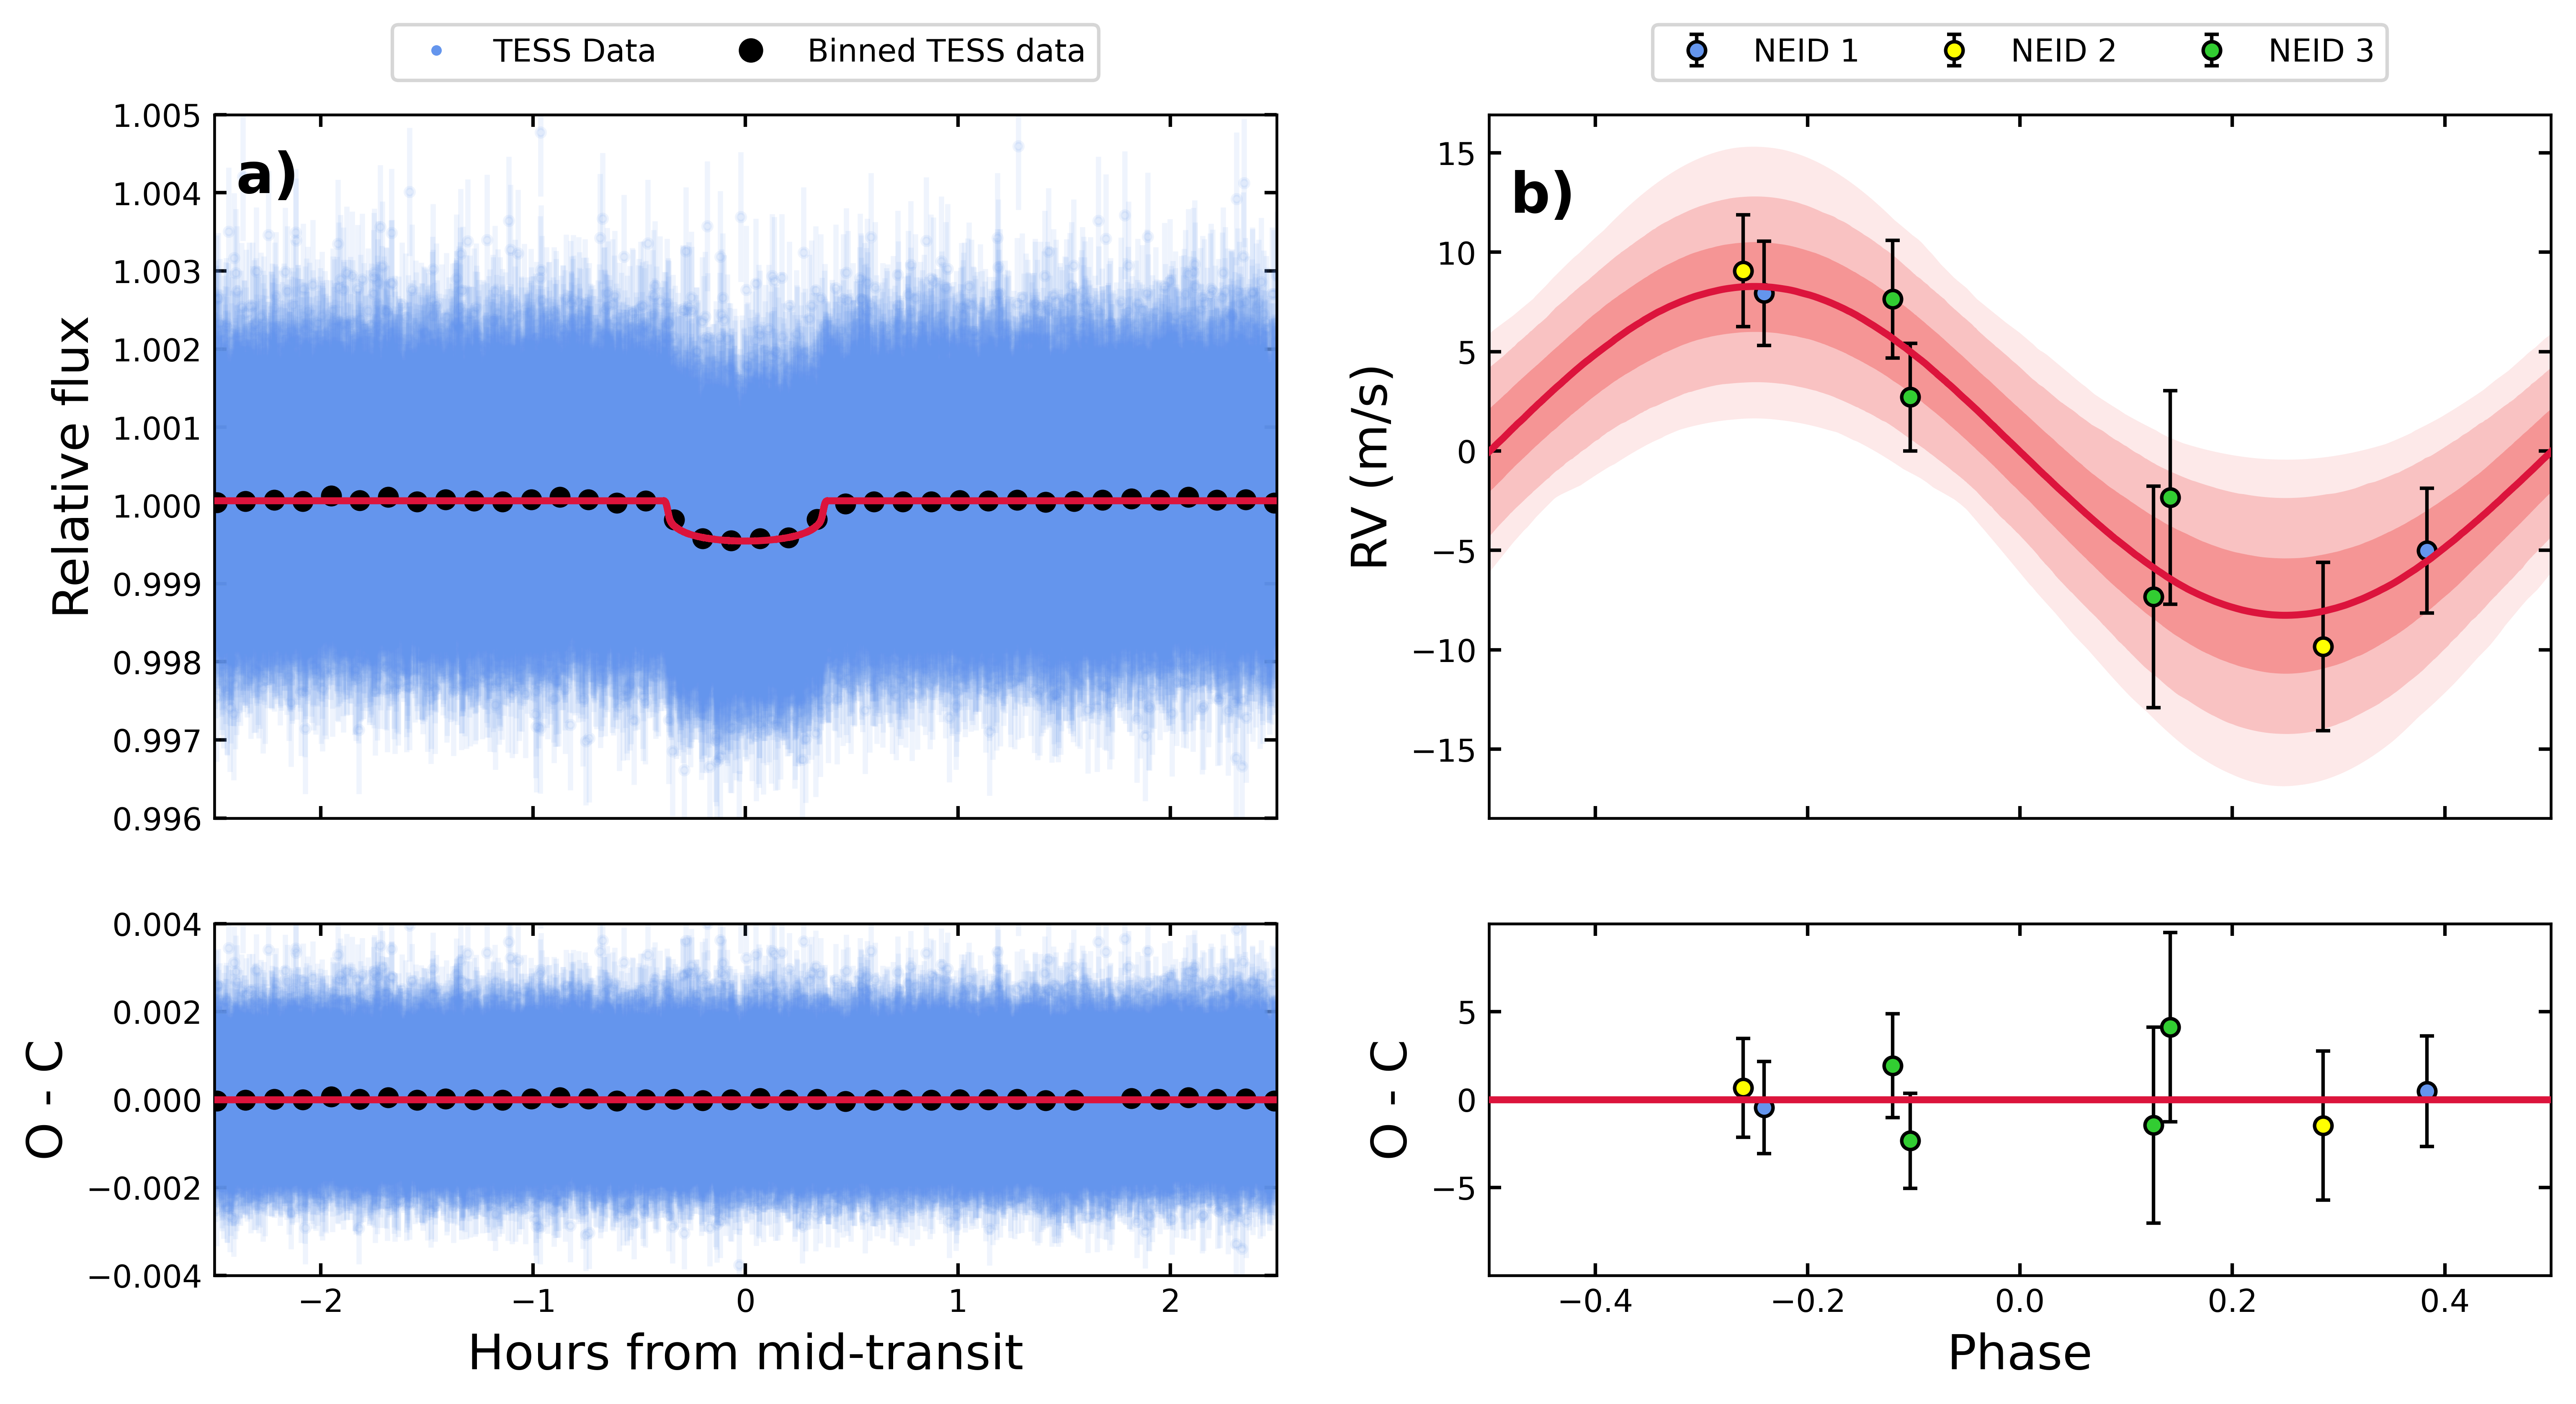 TESS Data Binned TESS data
NEID 1 NEID 2 NEID 3
a)
1.005
1.004
1.003
1.002
1.001
1.000
0.999
0.998
0.997
0.996
Relative flux
b)
15
10
5
0
−5
−10
−15
RV (m/s)
0.004
0.002
0.000
−0.002
−0.004
O - C
−2 −1 0 1 2
Hours from mid-transit
5
0
−5
O - C
−0.4 −0.2 0.0 0.2 0.4
Phase